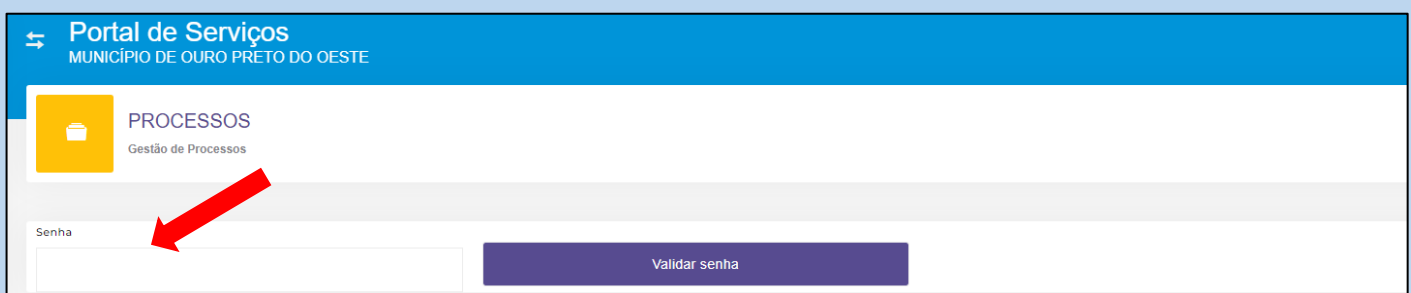 Portal de Serviços
MUNICÍPIO DE OURO PRETO DO OESTE
PROCESSOS
Gestão de Processos
Senha
Validar senha